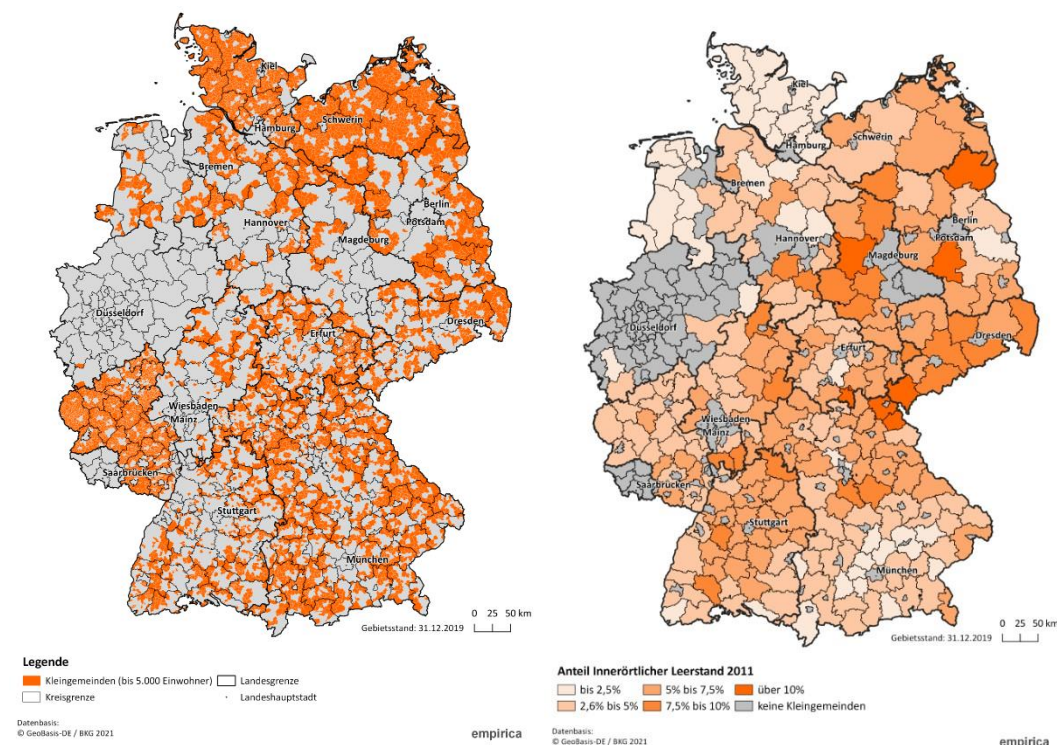 Kiel
Schwerin
Hamburg
Bremen
Berlin
Hannover
Potsdam
Magdeburg
Düsseldorf
Erfurt
Dresden
Wiesbaden
Mainz
Saarbrücken
Stuttgart
München
0 25 50 km
Gebietsstand: 31.12.2019
Legende
Kleingemeinden (bis 5.000 Einwohner) Landesgrenze
Kreisgrenze Landeshauptstadt
Datenbasis:
© GeoBasis-DE / BKG 2021
empirica
Kiel
Schwerin
Hamburg
Bremen
Berlin
Hannover
Potsdam
Magdeburg
Düsseldorf
Dresden
Erfurt
Wiesbaden
Mainz
Saarbrücken
Stuttgart
München
0 25 50 km
Gebietsstand: 31.12.2019
Anteil Innerörtlicher Leerstand 2011
bis 2,5% 5% bis 7,5% über 10%
2,6% bis 5% 7,5% bis 10% keine Kleingemeinden
Datenbasis:
© GeoBasis-DE / BKG 2021
empirica